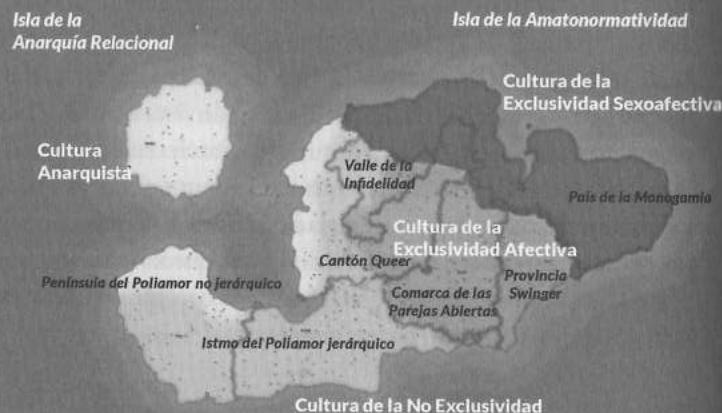 Isla de la
Anarquía Relacional
Isla de la Amatonormatividad
Cultura de la
Exclusividad Sexoafectiva
Cultura
Anarquista
Valle de la
Infidelidad
País de la Monogamia
Cultura de la
Exclusividad Afectiva
Cantón Queer
Península del Poliamor no jerárquico
Provincia
Swinger
Comarca de las
Parejas Abiertas
Istmo del Poliamor jerárquico
Cultura de la No Exclusividad